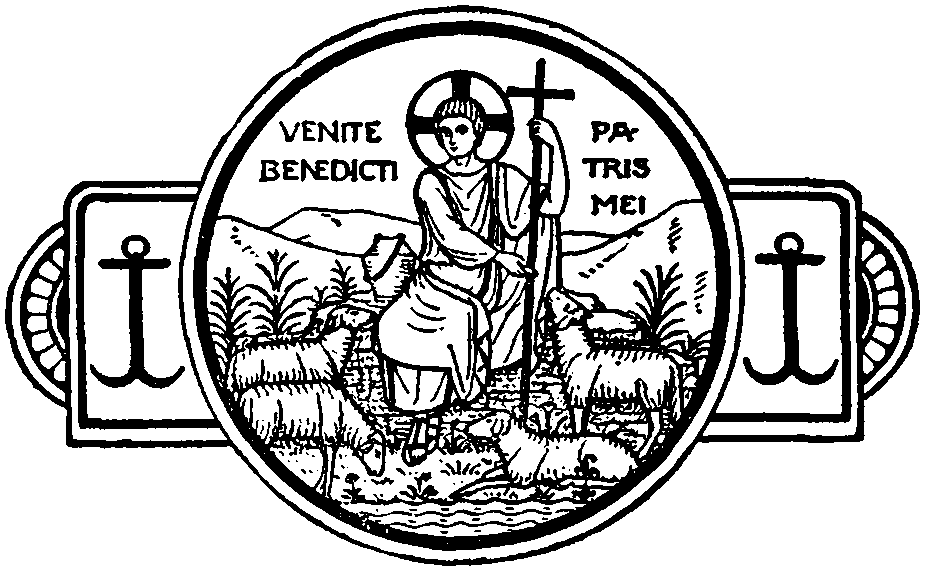 VENITE
BENEDICTI
PA-
TRIS
MEI